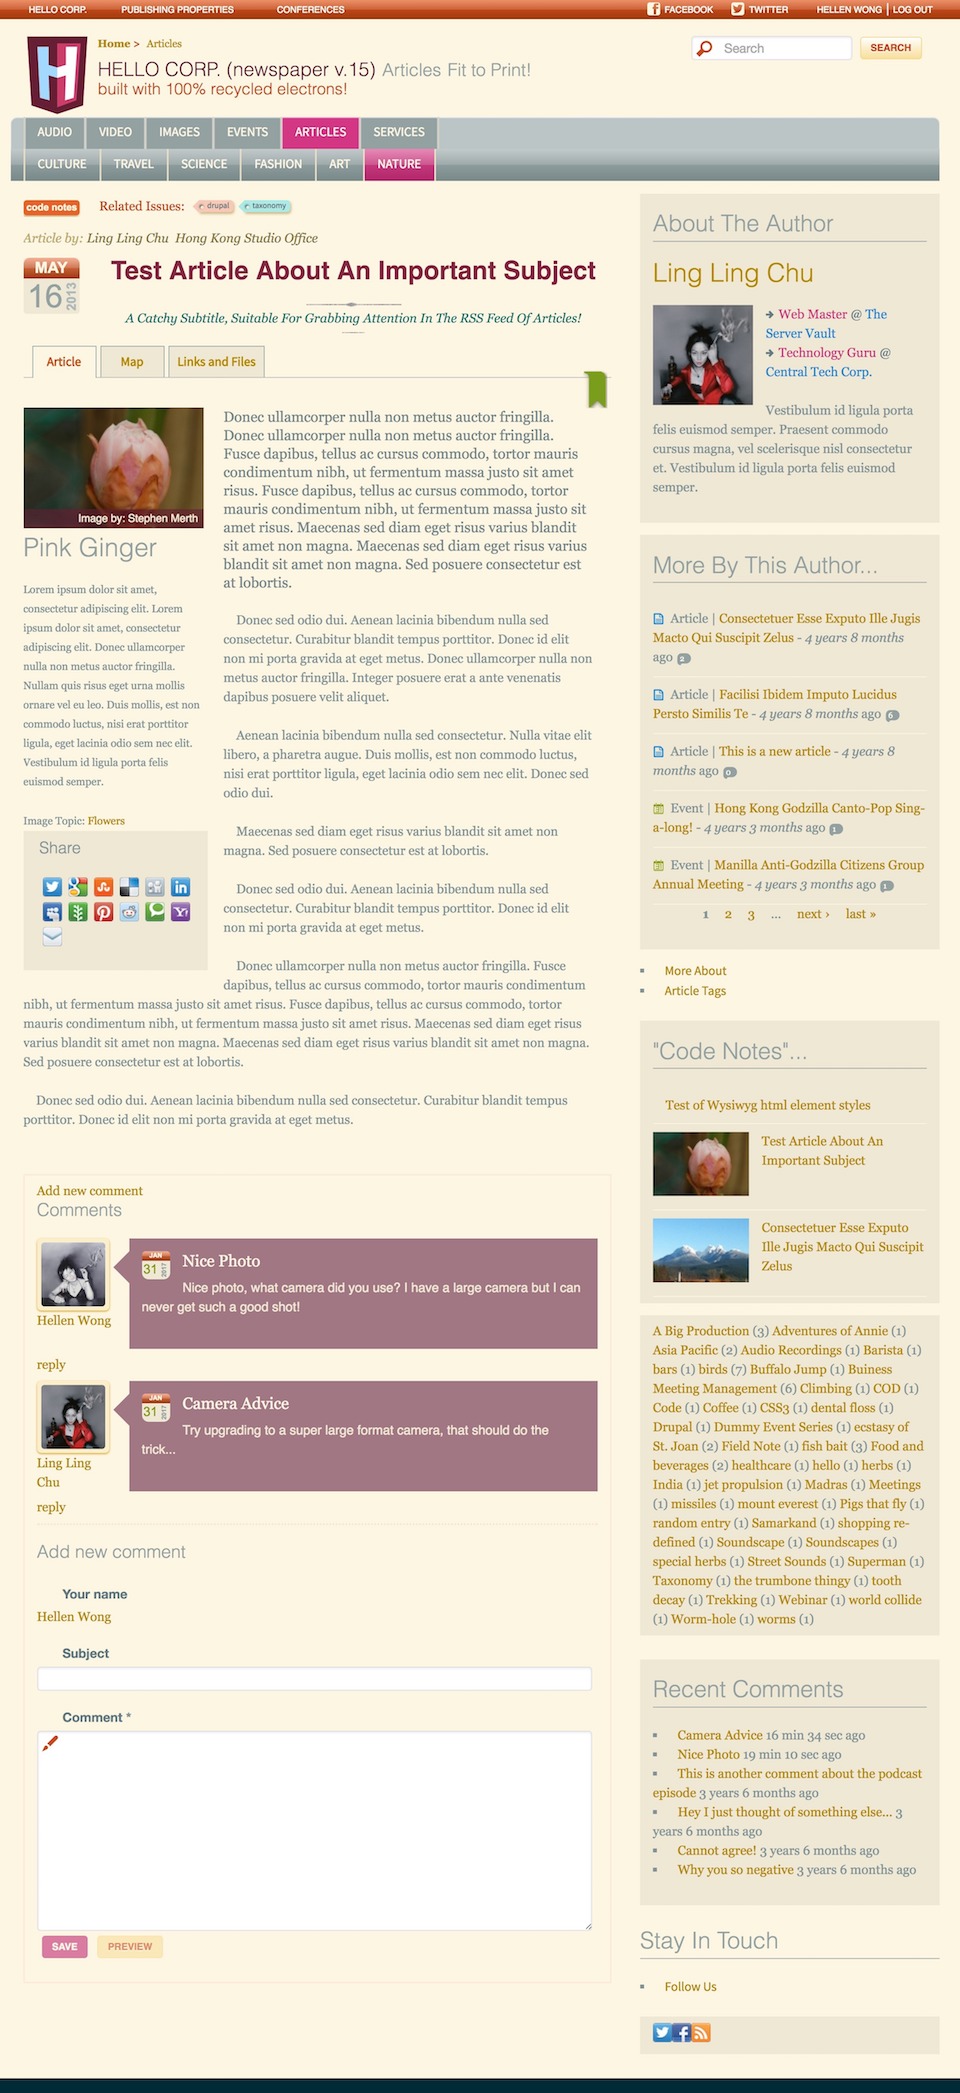 HELLO CORP. PUBLISHING PROPERTIES CONFERENCES FACEBOOK TWITTER HELLEN WONG | LOG OUT
Home > Articles
HELLO CORP. (newspaper v.15) Articles Fit to Print!
built with 100% recycled electrons!
Search SEARCH
AUDIO VIDEO IMAGES EVENTS ARTICLES SERVICES
CULTURE TRAVEL SCIENCE FASHION ART NATURE
code notes Related Issues: drupal taxonomy
Article by: Ling Ling Chu Hong Kong Studio Office
MAY
16 2013
Test Article About An Important Subject
A Catchy Subtitle, Suitable For Grabbing Attention In The RSS Feed Of Articles!
Article Map Links and Files
Image by: Stephen Merth
Pink Ginger
Lorem ipsum dolor sit amet,
consectetur adipiscing elit. Lorem
ipsum dolor sit amet, consectetur
adipiscing elit. Donec ullamcorper
nulla non metus auctor fringilla.
Nullam quis risus eget urna mollis
ornare vel eu leo. Duis mollis, est non
commodo luctus, nisi erat porttitor
ligula, eget lacinia odio sem nec elit.
Vestibulum id ligula porta felis
euismod semper.
Image Topic: Flowers
Share
Donec ullamcorper nulla non metus auctor fringilla.
Donec ullamcorper nulla non metus auctor fringilla.
Fusce dapibus, tellus ac cursus commodo, tortor mauris
condimentum nibh, ut fermentum massa justo sit amet
risus. Fusce dapibus, tellus ac cursus commodo, tortor
mauris condimentum nibh, ut fermentum massa justo sit
amet risus. Maecenas sed diam eget risus varius blandit
sit amet non magna. Maecenas sed diam eget risus varius
blandit sit amet non magna. Sed posuere consectetur est
at lobortis.
Donec sed odio dui. Aenean lacinia bibendum nulla sed
consectetur. Curabitur blandit tempus porttitor. Donec id elit
non mi porta gravida at eget metus. Donec ullamcorper nulla non
metus auctor fringilla. Integer posuere erat a ante venenatis
dapibus posuere velit aliquet.
Aenean lacinia bibendum nulla sed consectetur. Nulla vitae elit
libero, a pharetra augue. Duis mollis, est non commodo luctus,
nisi erat porttitor ligula, eget lacinia odio sem nec elit. Donec sed
odio dui.
Maecenas sed diam eget risus varius blandit sit amet non
magna. Sed posuere consectetur est at lobortis.
Donec sed odio dui. Aenean lacinia bibendum nulla sed
consectetur. Curabitur blandit tempus porttitor. Donec id elit
non mi porta gravida at eget metus.
Donec ullamcorper nulla non metus auctor fringilla. Fusce
dapibus, tellus ac cursus commodo, tortor mauris condimentum
nibh, ut fermentum massa justo sit amet risus. Fusce dapibus, tellus ac cursus commodo, tortor
mauris condimentum nibh, ut fermentum massa justo sit amet risus. Maecenas sed diam eget risus
varius blandit sit amet non magna. Maecenas sed diam eget risus varius blandit sit amet non magna.
Sed posuere consectetur est at lobortis.
Donec sed odio dui. Aenean lacinia bibendum nulla sed consectetur. Curabitur blandit tempus
porttitor. Donec id elit non mi porta gravida at eget metus.
Add new comment
Comments
Hellen Wong
JAN
31 2017
Nice Photo
Nice photo, what camera did you use? I have a large camera but I can
never get such a good shot!
reply
Ling Ling
Chu
JAN
31 2017
Camera Advice
Try upgrading to a super large format camera, that should do the
trick...
reply
Add new comment
Your name
Hellen Wong
Subject
Comment *
SAVE PREVIEW
About The Author
Ling Ling Chu
Web Master @ The
Server Vault
Technology Guru @
Central Tech Corp.
Vestibulum id ligula porta
felis euismod semper. Praesent commodo
cursus magna, vel scelerisque nisl consectetur
et. Vestibulum id ligula porta felis euismod
semper.
More By This Author...
Article | Consectetuer Esse Exputo Ille Jugis
Macto Qui Suscipit Zelus - 4 years 8 months
ago 2
Article | Facilisi Ibidem Imputo Lucidus
Persto Similis Te - 4 years 8 months ago 6
Article | This is a new article - 4 years 8
months ago 0
Event | Hong Kong Godzilla Canto-Pop Sing-
a-long! - 4 years 3 months ago 1
Event | Manilla Anti-Godzilla Citizens Group
Annual Meeting - 4 years 3 months ago 1
1 2 3 ... next › last »
More About
Article Tags
"Code Notes"...
Test of Wysiwyg html element styles
Test Article About An
Important Subject
Consectetuer Esse Exputo
Ille Jugis Macto Qui Suscipit
Zelus
A Big Production (3) Adventures of Annie (1)
Asia Pacific (2) Audio Recordings (1) Barista (1)
bars (1) birds (7) Buffalo Jump (1) Buiness
Meeting Management (6) Climbing (1) COD (1)
Code (1) Coffee (1) CSS3 (1) dental floss (1)
Drupal (1) Dummy Event Series (1) ecstasy of
St. Joan (2) Field Note (1) fish bait (3) Food and
beverages (2) healthcare (1) hello (1) herbs (1)
India (1) jet propulsion (1) Madras (1) Meetings
(1) missiles (1) mount everest (1) Pigs that fly (1)
random entry (1) Samarkand (1) shopping re-
defined (1) Soundscape (1) Soundscapes (1)
special herbs (1) Street Sounds (1) Superman (1)
Taxonomy (1) the trumbone thingy (1) tooth
decay (1) Trekking (1) Webinar (1) world collide
(1) Worm-hole (1) worms (1)
Recent Comments
Camera Advice 16 min 34 sec ago
Nice Photo 19 min 10 sec ago
This is another comment about the podcast
episode 3 years 6 months ago
Hey I just thought of something else... 3
years 6 months ago
Cannot agree! 3 years 6 months ago
Why you so negative 3 years 6 months ago
Stay In Touch
Follow Us